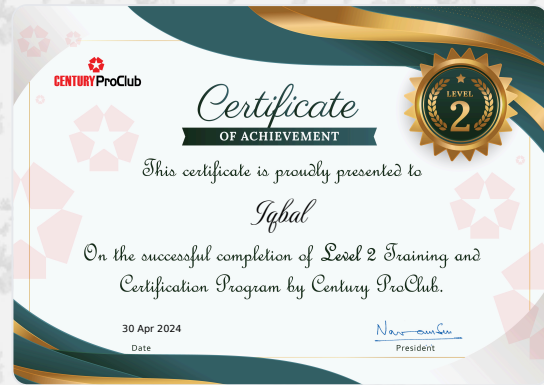 CENTURY ProClub
LEVEL
2
Certificate
OF ACHIEVEMENT
This certificate is proudly presented to
Iqbal
On the successful completion of Level 2 Training and
Certification Program by Century ProClub.
30 Apr 2024
Date
President